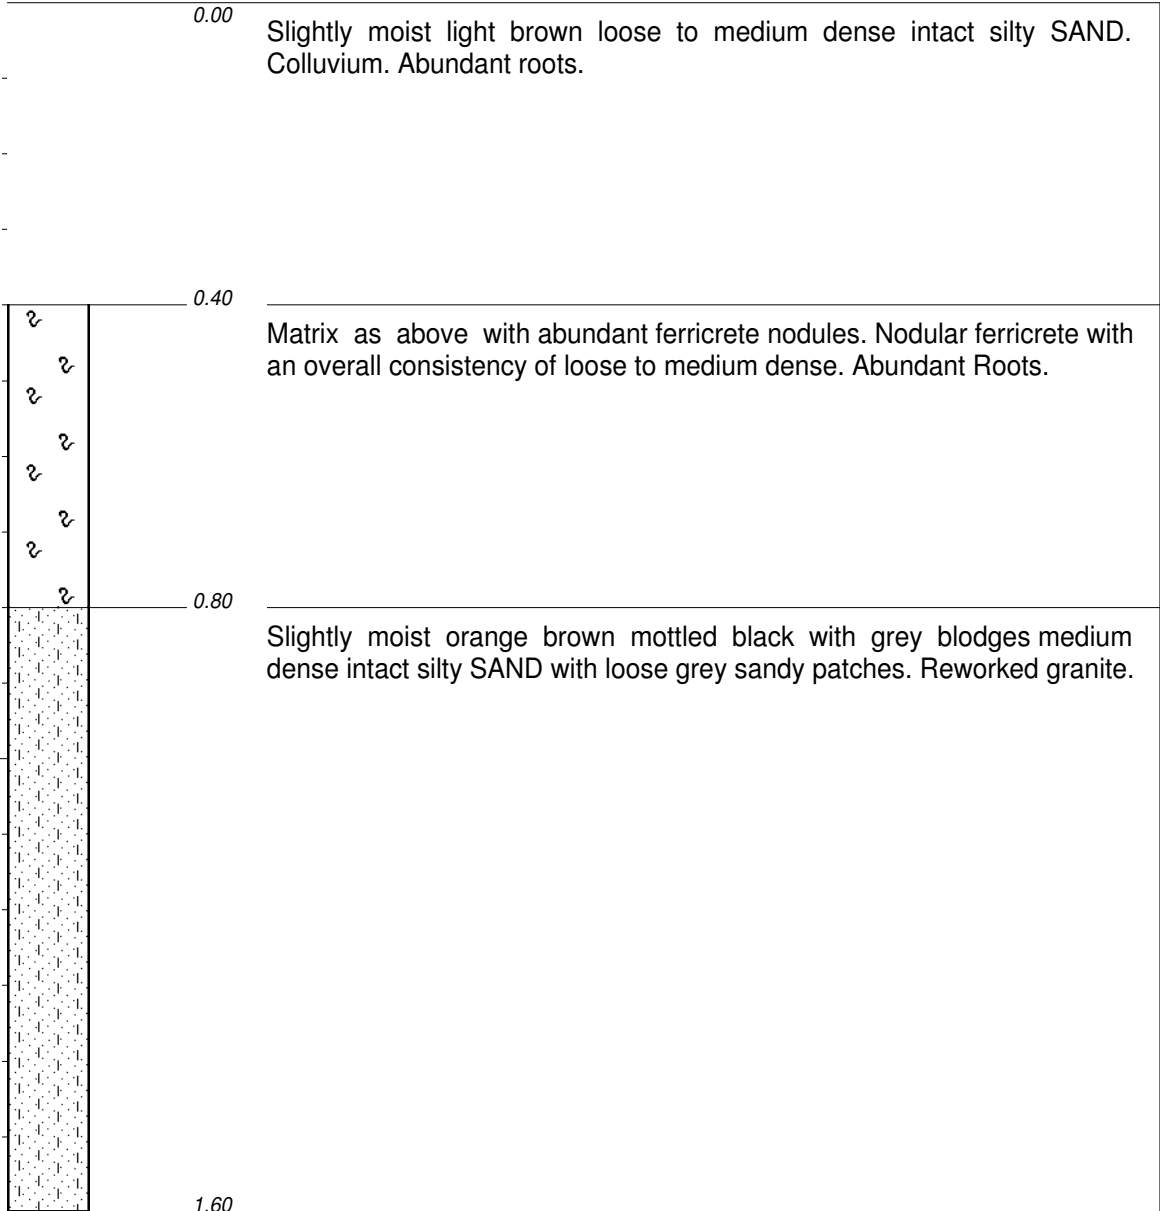 0.00
Slightly moist light brown loose to medium dense intact silty SAND.
Colluvium. Abundant roots.
0.40
Matrix as above with abundant ferricrete nodules. Nodular ferricrete with
an overall consistency of loose to medium dense. Abundant Roots.
0.80
Slightly moist orange brown mottled black with grey blodges medium
dense intact silty SAND with loose grey sandy patches. Reworked granite.
1.60